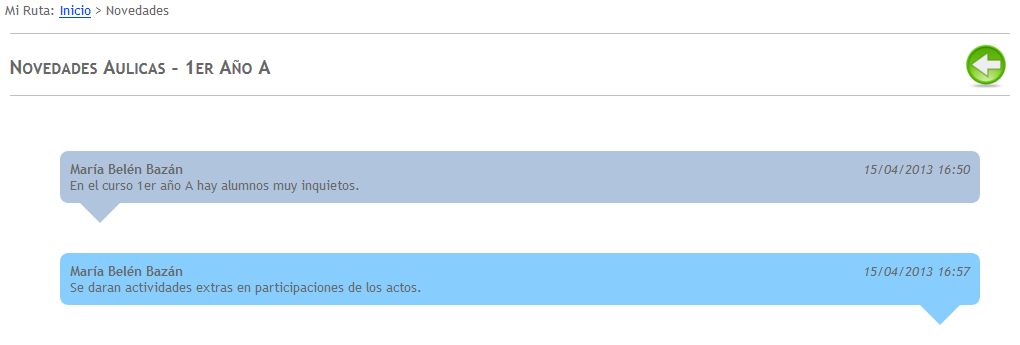 Mi Ruta: Inicio > Novedades
Novedades Aulicas - 1er Año A
María Belén Bazán 15/04/2013 16:50
En el curso 1er año A hay alumnos muy inquietos.
María Belén Bazán 15/04/2013 16:57
Se daran actividades extras en participaciones de los actos.